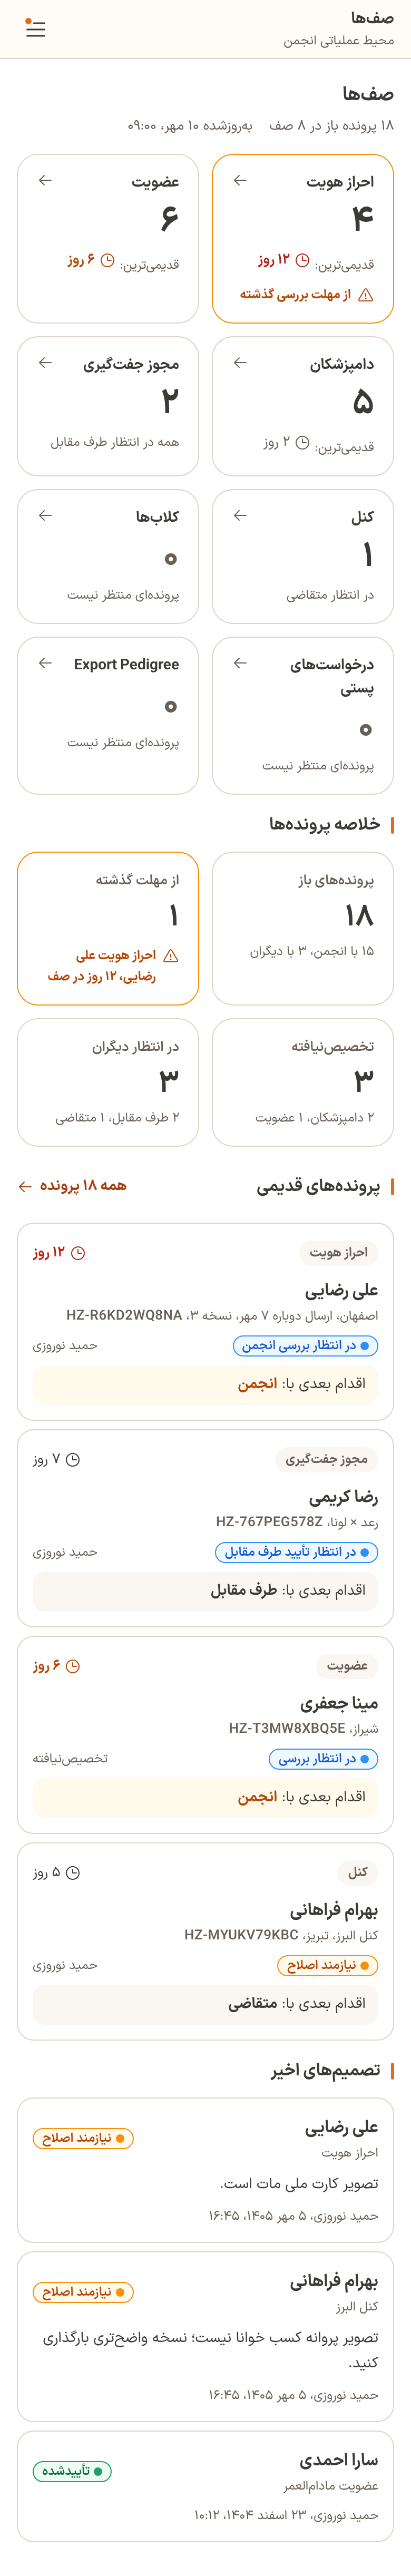 صف‌ها
محیط عملیاتی انجمن
صف‌ها
۱۸ پرونده باز در ۸ صف به‌روزشده ۱۰ مهر، ۰۹:۰۰
احراز هویت
۴
قدیمی‌ترین: ۱۲ روز
از مهلت بررسی گذشته
عضویت
۶
قدیمی‌ترین: ۶ روز
دامپزشکان
۵
قدیمی‌ترین: ۲ روز
مجوز جفت‌گیری
۲
همه در انتظار طرف مقابل
کنل
۱
در انتظار متقاضی
کلاب‌ها
۰
پرونده‌ای منتظر نیست
درخواست‌های
پستی
۰
پرونده‌ای منتظر نیست
Export Pedigree
۰
پرونده‌ای منتظر نیست
خلاصه پرونده‌ها
پرونده‌های باز
۱۸
۱۵ با انجمن، ۳ با دیگران
از مهلت گذشته
۱
احراز هویت علی
رضایی، ۱۲ روز در صف
تخصیص‌نیافته
۳
۲ دامپزشکان، ۱ عضویت
در انتظار دیگران
۳
۲ طرف مقابل، ۱ متقاضی
پرونده‌های قدیمی
همه ۱۸ پرونده
احراز هویت
۱۲ روز
علی رضایی
اصفهان، ارسال دوباره ۷ مهر، نسخه ۳، HZ-R6KD2WQ8NA
در انتظار بررسی انجمن
حمید نوروزی
اقدام بعدی با: انجمن
مجوز جفت‌گیری
۷ روز
رضا کریمی
رعد × لونا، HZ-767PEG578Z
در انتظار تأیید طرف مقابل
حمید نوروزی
اقدام بعدی با: طرف مقابل
عضویت
۶ روز
مینا جعفری
شیراز، HZ-T3MW8XBQ5E
در انتظار بررسی
تخصیص‌نیافته
اقدام بعدی با: انجمن
کنل
۵ روز
بهرام فراهانی
کنل البرز، تبریز، HZ-MYUKV79KBC
نیازمند اصلاح
حمید نوروزی
اقدام بعدی با: متقاضی
تصمیم‌های اخیر
علی رضایی
احراز هویت
نیازمند اصلاح
تصویر کارت ملی مات است.
حمید نوروزی، ۵ مهر ۱۴۰۵، ۱۶:۴۵
بهرام فراهانی
کنل البرز
نیازمند اصلاح
تصویر پروانه کسب خوانا نیست؛ نسخه واضح‌تری بارگذاری
کنید.
حمید نوروزی، ۵ مهر ۱۴۰۵، ۱۶:۴۵
سارا احمدی
عضویت مادام‌العمر
تأییدشده
حمید نوروزی، ۲۳ اسفند ۱۴۰۴، ۱۰:۱۲